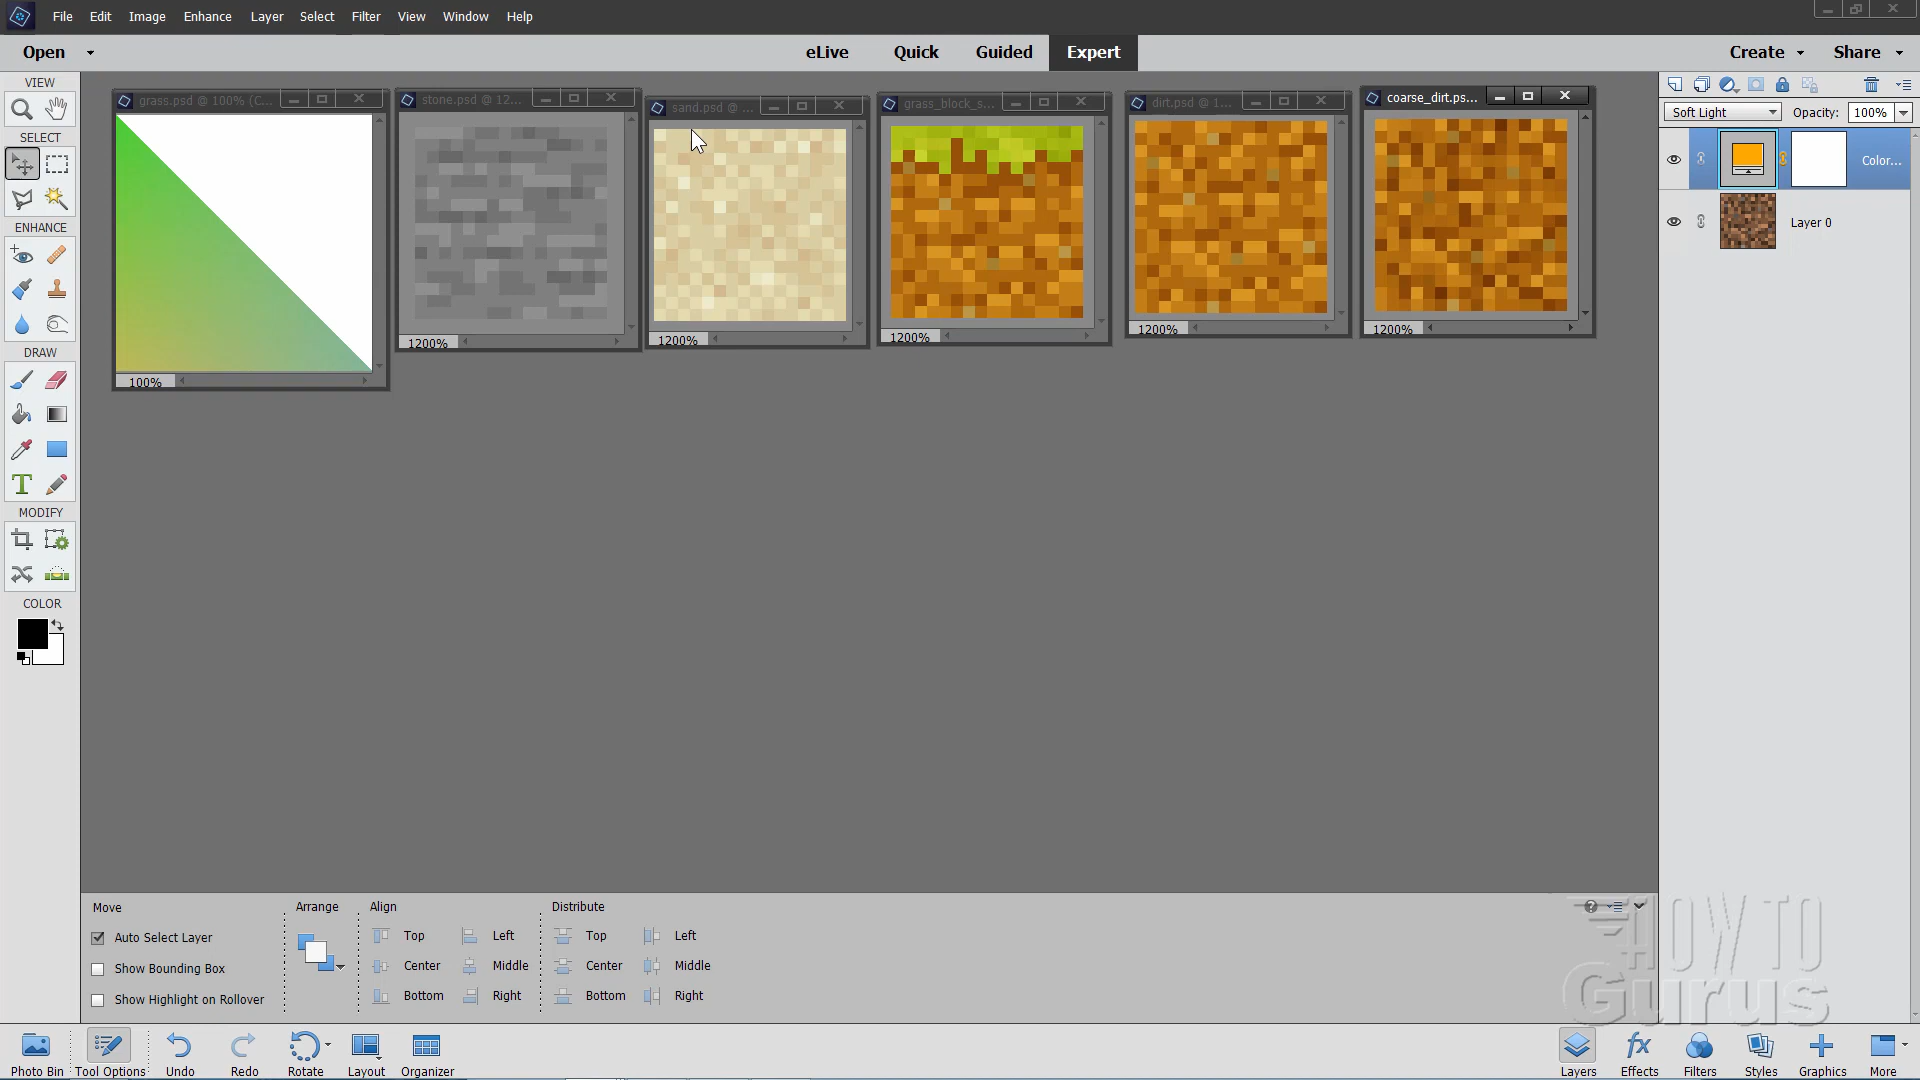 File Edit Image Enhance Layer Select Filter View Window Help
Open eLive Quick Guided Expert Create Share
VIEW
SELECT
ENHANCE
DRAW
MODIFY
COLOR
grass.psd @ 100% (C...
stone.psd @ 12...
sand.psd @ ...
grass_block_s...
dirt.psd @ 1...
coarse_dirt.ps...
100%
1200%
1200%
1200%
1200%
1200%
Soft Light Opacity: 100%
Color...
Layer 0
Move Arrange Align Distribute
Auto Select Layer Top Left Top Left
Show Bounding Box Center Middle Center Middle
Show Highlight on Rollover Bottom Right Bottom Right
HOW TO
Gurus
Photo Bin Tool Options Undo Redo Rotate Layout Organizer Layers Effects Filters Styles Graphics More